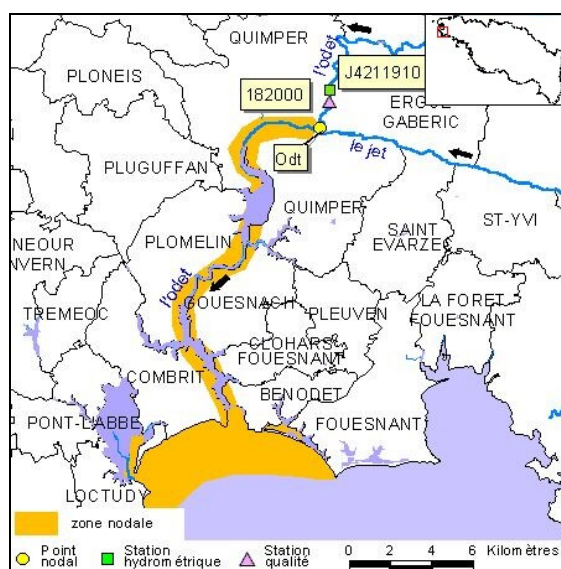 QUIMPER
l'odet
PLONEIS
J4211910
182000
ERGUE
GABERIC
Odt
le jet
PLUGUFFAN
QUIMPER
ST-YVI
PLOMELIN
SAINT
EVARZEC
NEOUR
NVERN
l'odet
GOUESNACH
PLEUVEN
LA FORET
FOUESNANT
TREMEOC
CLOHARS
FOUESNANT
COMBRIT
BENODET
PONT-L'ABBE
FOUESNANT
LOCTUDY
zone nodale
Point
nodal
Station
hydrométrique
Station
qualité
0 2 4 6 Kilomètres